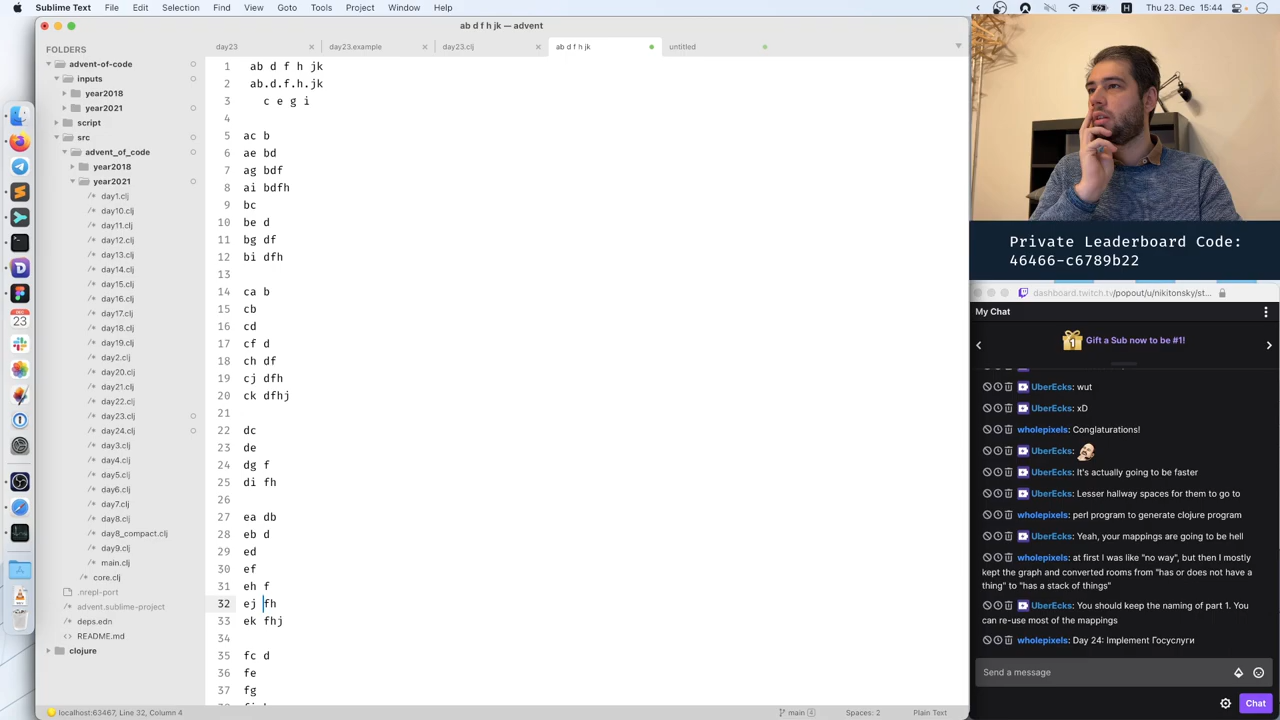 Sublime Text File Edit Selection Find View Goto Tools Project Window Help
H Thu 23. Dec 15:44
ab d f h jk — advent
FOLDERS
advent-of-code
inputs
year2018
year2021
script
src
advent_of_code
year2018
year2021
/* day1.clj
/* day10.clj
/* day11.clj
/* day12.clj
/* day13.clj
/* day14.clj
/* day15.clj
/* day16.clj
/* day17.clj
/* day18.clj
/* day19.clj
/* day2.clj
/* day20.clj
/* day21.clj
/* day22.clj
/* day23.clj
/* day24.clj
/* day3.clj
/* day4.clj
/* day5.clj
/* day6.clj
/* day7.clj
/* day8.clj
/* day8_compact.clj
/* day9.clj
/* main.clj
/* core.clj
.nrepl-port
advent.sublime-project
deps.edn
README.md
clojure
day23 day23.example day23.clj ab d f h jk untitled
1 ab d f h jk
2 ab.d.f.h.jk
3 c e g i
4
5 ac b
6 ae bd
7 ag bdf
8 ai bdfh
9 bc
10 be d
11 bg df
12 bi dfh
13
14 ca b
15 cb
16 cd
17 cf d
18 ch df
19 cj dfh
20 ck dfhj
21
22 dc
23 de
24 dg f
25 di fh
26
27 ea db
28 eb d
29 ed
30 ef
31 eh f
32 ej fh
33 ek fhj
34
35 fc d
36 fe
37 fg
localhost:63467, Line 32, Column 4 main 4 Spaces: 2 Plain Text
DEC
23
Private Leaderboard Code:
46466-c6789b22
dashboard.twitch.tv/popout/u/nikitonsky/st...
My Chat
1 Gift a Sub now to be #1!
UberEcks: wut
UberEcks: xD
wholepixels: Conglaturations!
UberEcks:
UberEcks: It's actually going to be faster
UberEcks: Lesser hallway spaces for them to go to
wholepixels: perl program to generate clojure program
UberEcks: Yeah, your mappings are going to be hell
wholepixels: at first I was like "no way", but then I mostly
kept the graph and converted rooms from "has or does not have a
thing" to "has a stack of things"
UberEcks: You should keep the naming of part 1. You
can re-use most of the mappings
wholepixels: Day 24: Implement Госуслуги
Send a message
Chat